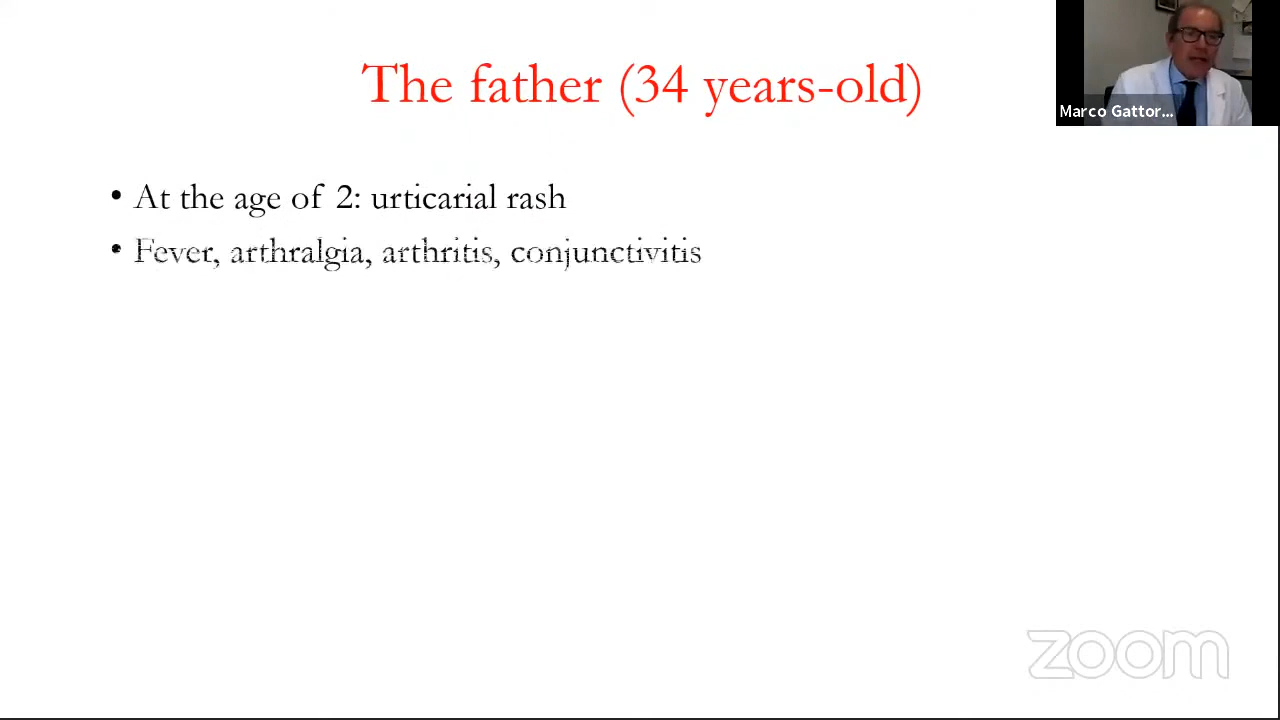 The father (34 years-old)
Marco Gattor...
• At the age of 2: urticarial rash
• Fever, arthralgia, arthritis, conjunctivitis
zoom